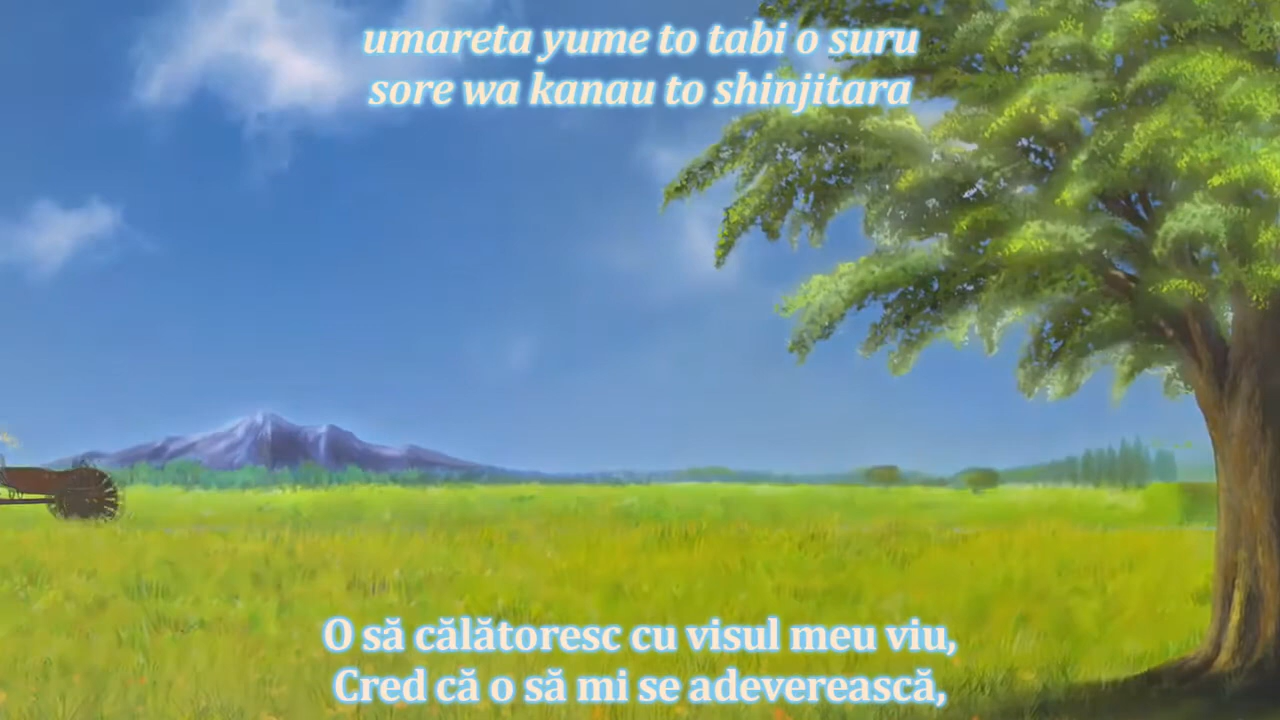 umareta yume to tabi o suru
sore wa kanau to shinjitara
O să călătoresc cu visul meu viu,
Cred că o să mi se adeverească,